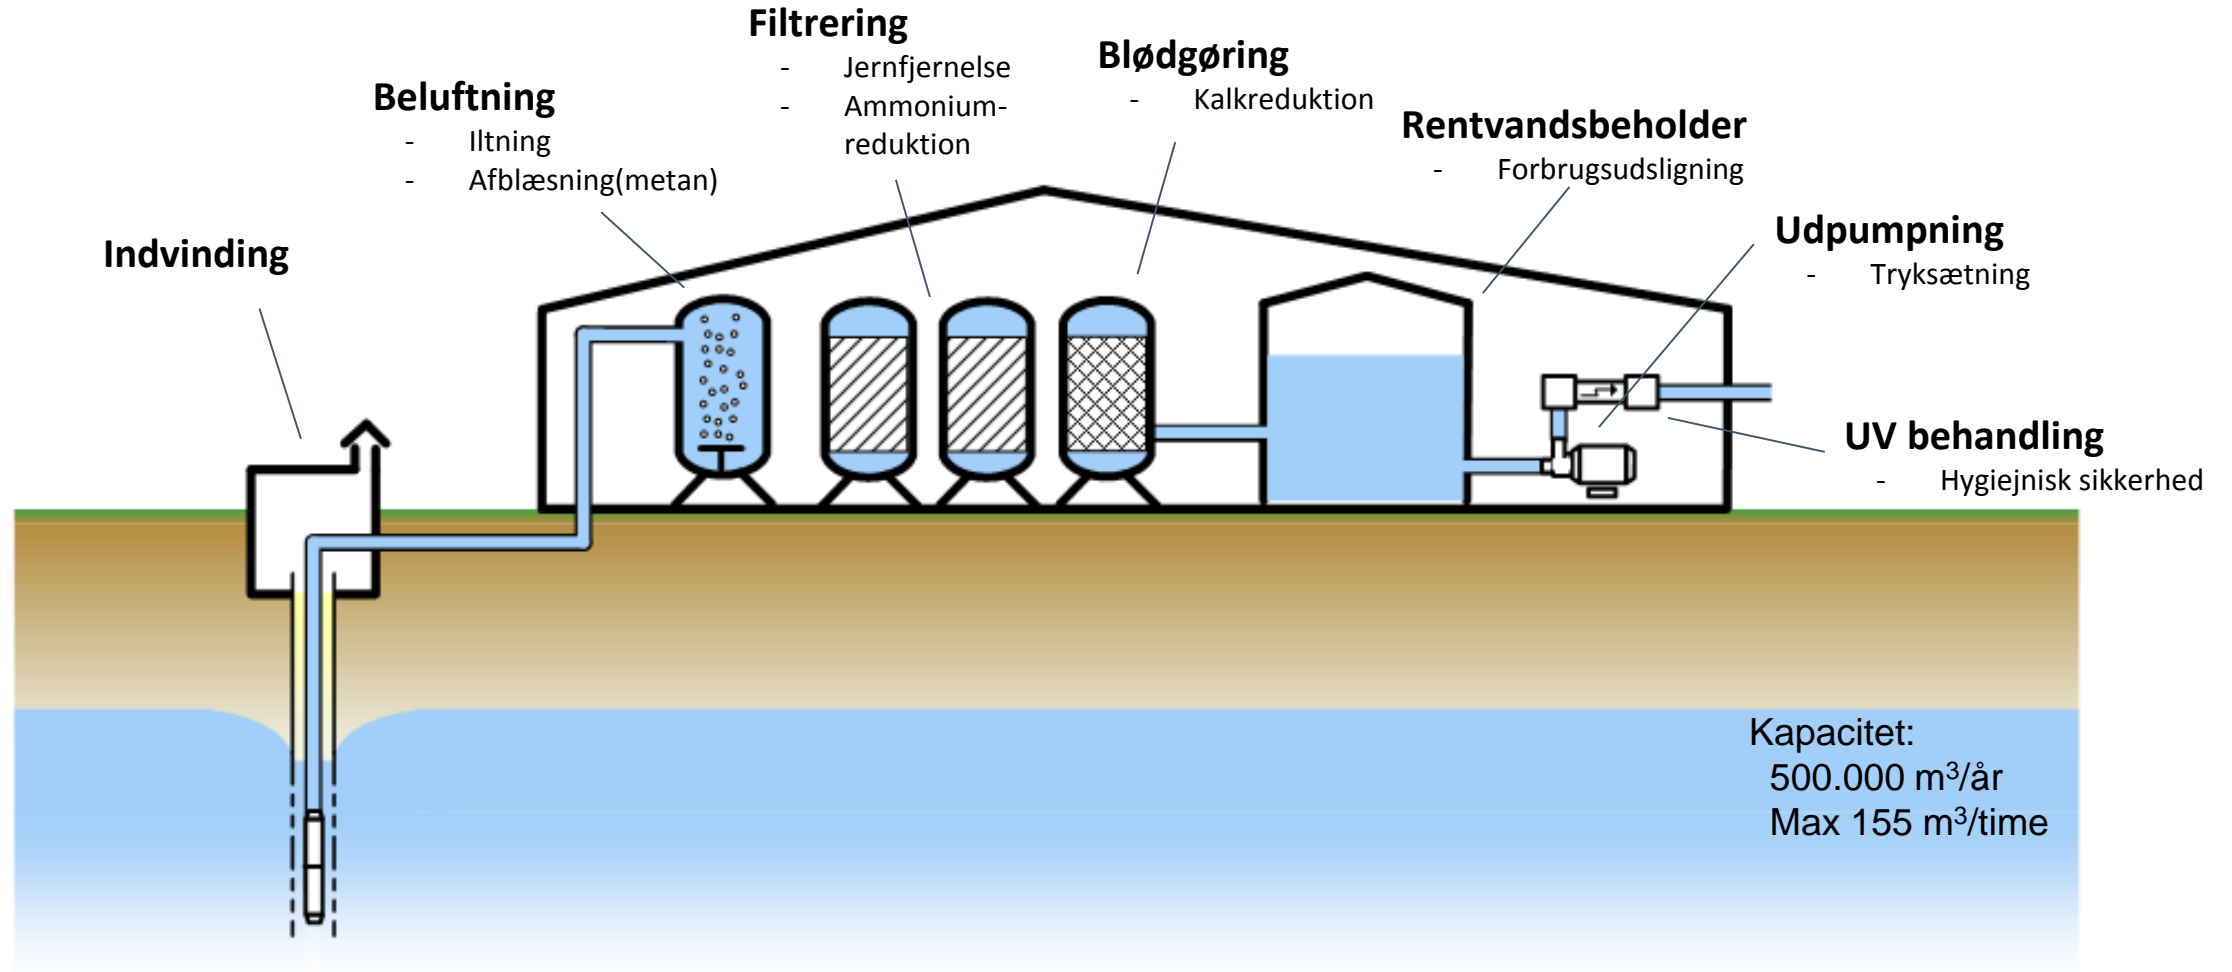 Indvinding
Beluftning
- Iltning
- Afblæsning(metan)
Filtrering
- Jernfjernelse
- Ammonium-
reduktion
Blødgøring
- Kalkreduktion
Rentvandsbeholder
- Forbrugsudsligning
Udpumpning
- Tryksætning
UV behandling
- Hygiejnisk sikkerhed
Kapacitet:
500.000 m³/år
Max 155 m³/time